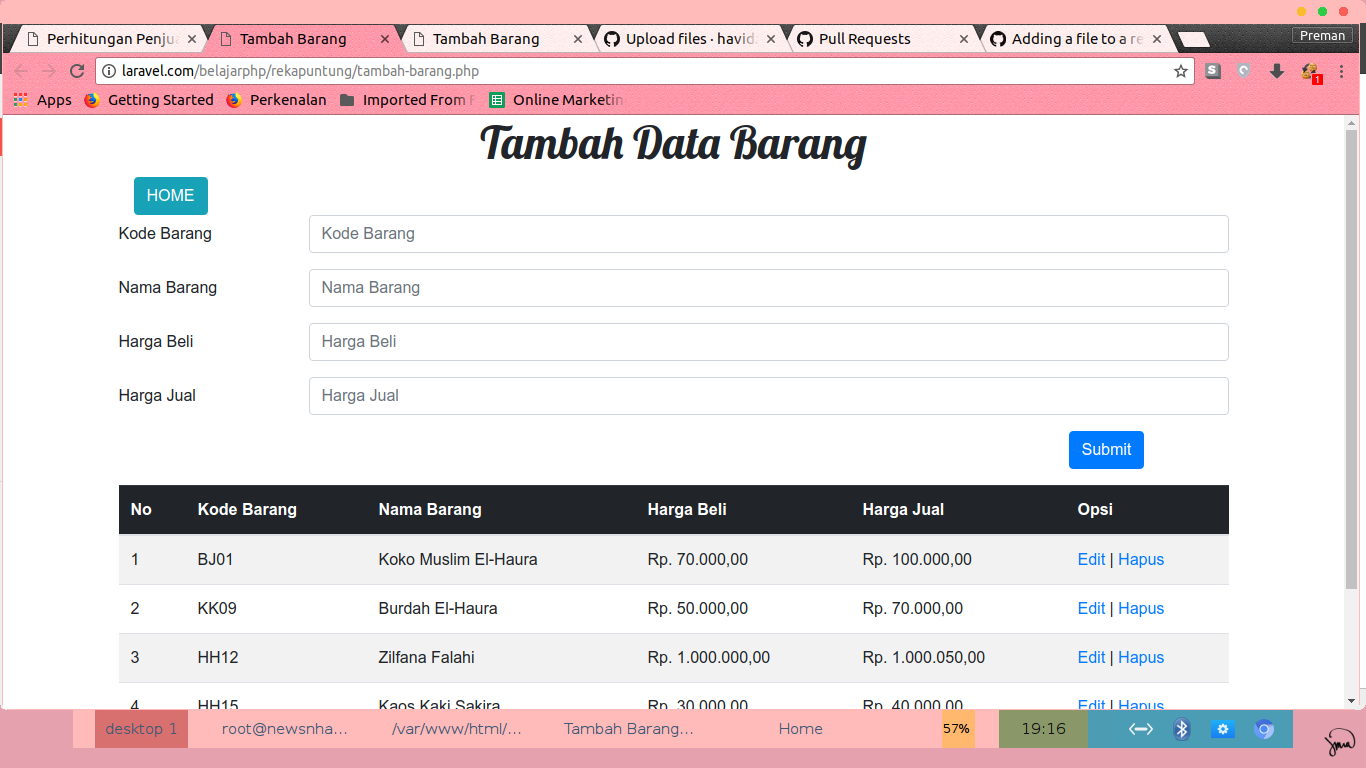 Perhitungan Penjua
Tambah Barang
Tambah Barang
Upload files · havid
Pull Requests
Adding a file to a re
Preman
laravel.com/belajarphp/rekapuntung/tambah-barang.php
1
Apps
Getting Started
Perkenalan
Imported From F
Online Marketin
Tambah Data Barang
HOME
Kode Barang Kode Barang
Nama Barang Nama Barang
Harga Beli Harga Beli
Harga Jual Harga Jual
Submit
No Kode Barang Nama Barang Harga Beli Harga Jual Opsi
1 BJ01 Koko Muslim El-Haura Rp. 70.000,00 Rp. 100.000,00 Edit | Hapus
2 KK09 Burdah El-Haura Rp. 50.000,00 Rp. 70.000,00 Edit | Hapus
3 HH12 Zilfana Falahi Rp. 1.000.000,00 Rp. 1.000.050,00 Edit | Hapus
4 HH15 Kaos Kaki Sakira Rp. 30.000,00 Rp. 40.000,00 Edit | Hapus
desktop 1 root@newsnha... /var/www/html/... Tambah Barang... Home 57% 19:16